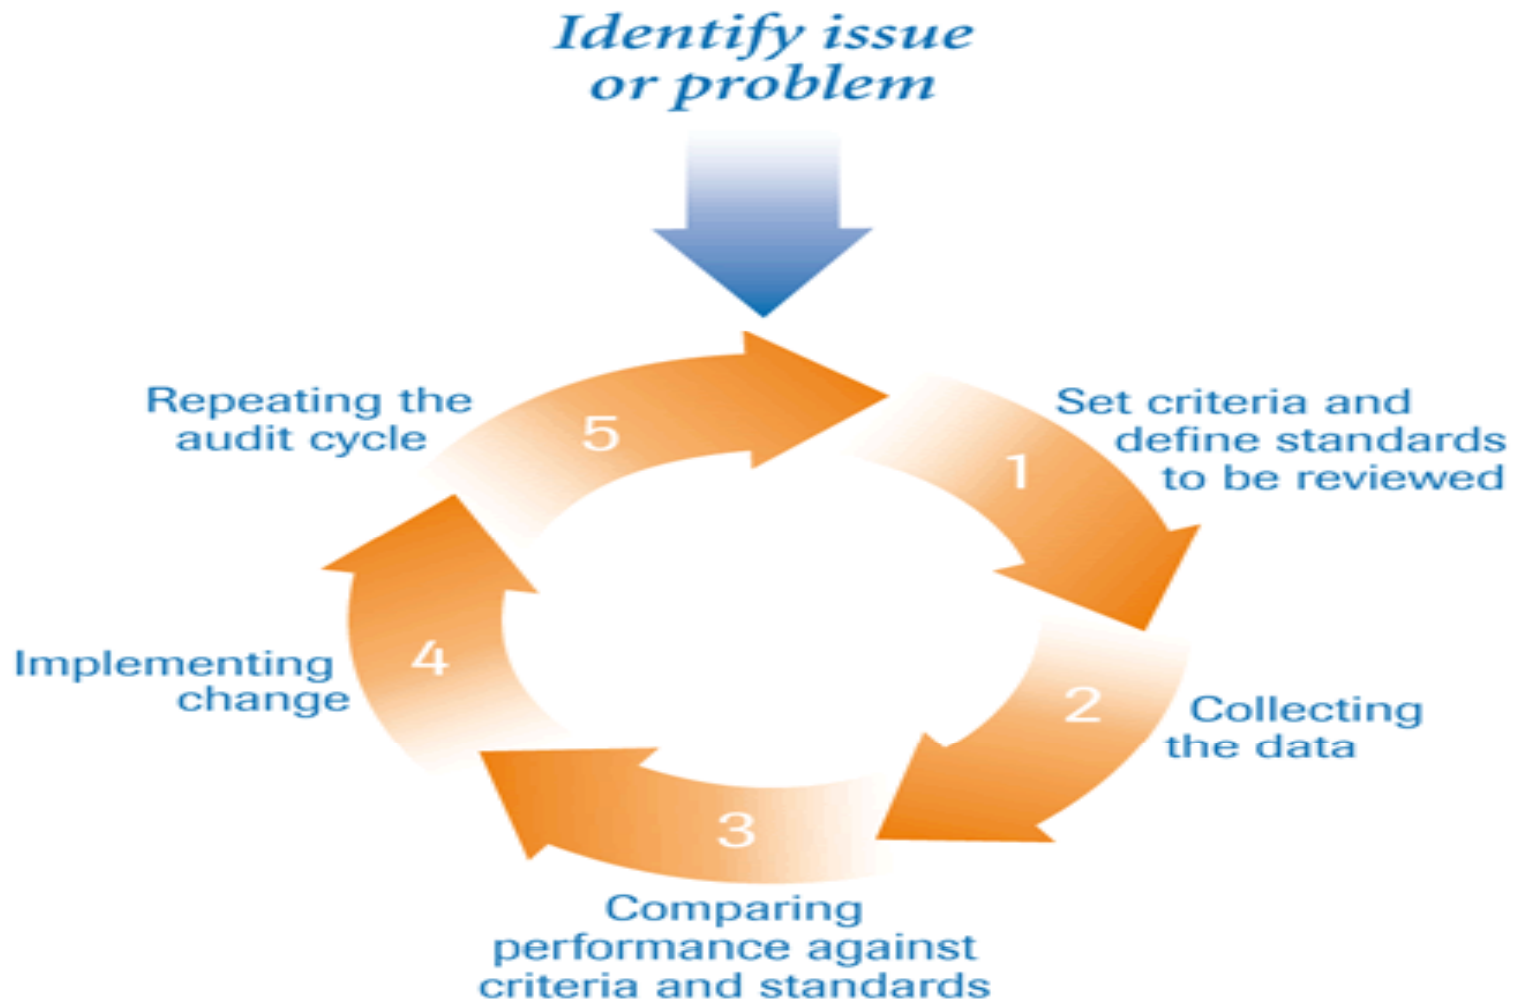 Identify issue
or problem
1
Set criteria and
define standards
to be reviewed
2
Collecting
the data
3
Comparing
performance against
criteria and standards
4
Implementing
change
5
Repeating the
audit cycle